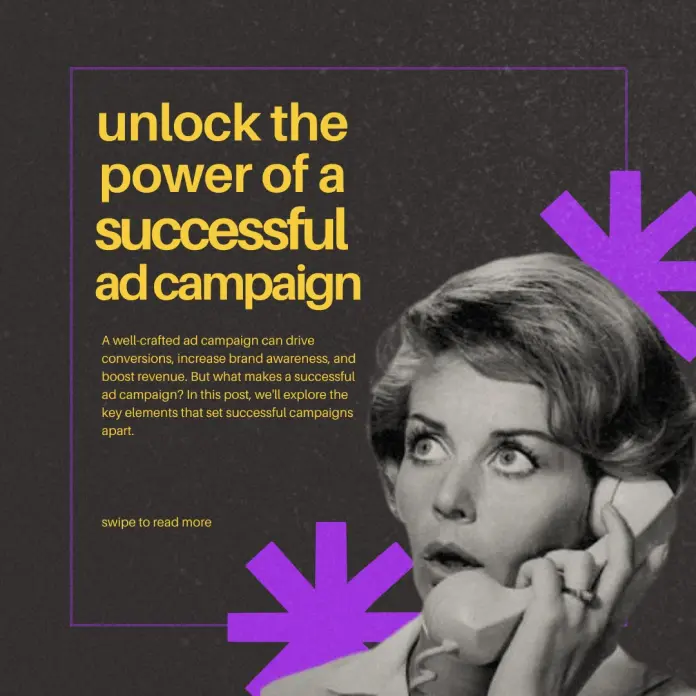 unlock the
power of a
successful
ad campaign
A well-crafted ad campaign can drive
conversions, increase brand awareness, and
boost revenue. But what makes a successful
ad campaign? In this post, we'll explore the
key elements that set successful campaigns
apart.
swipe to read more